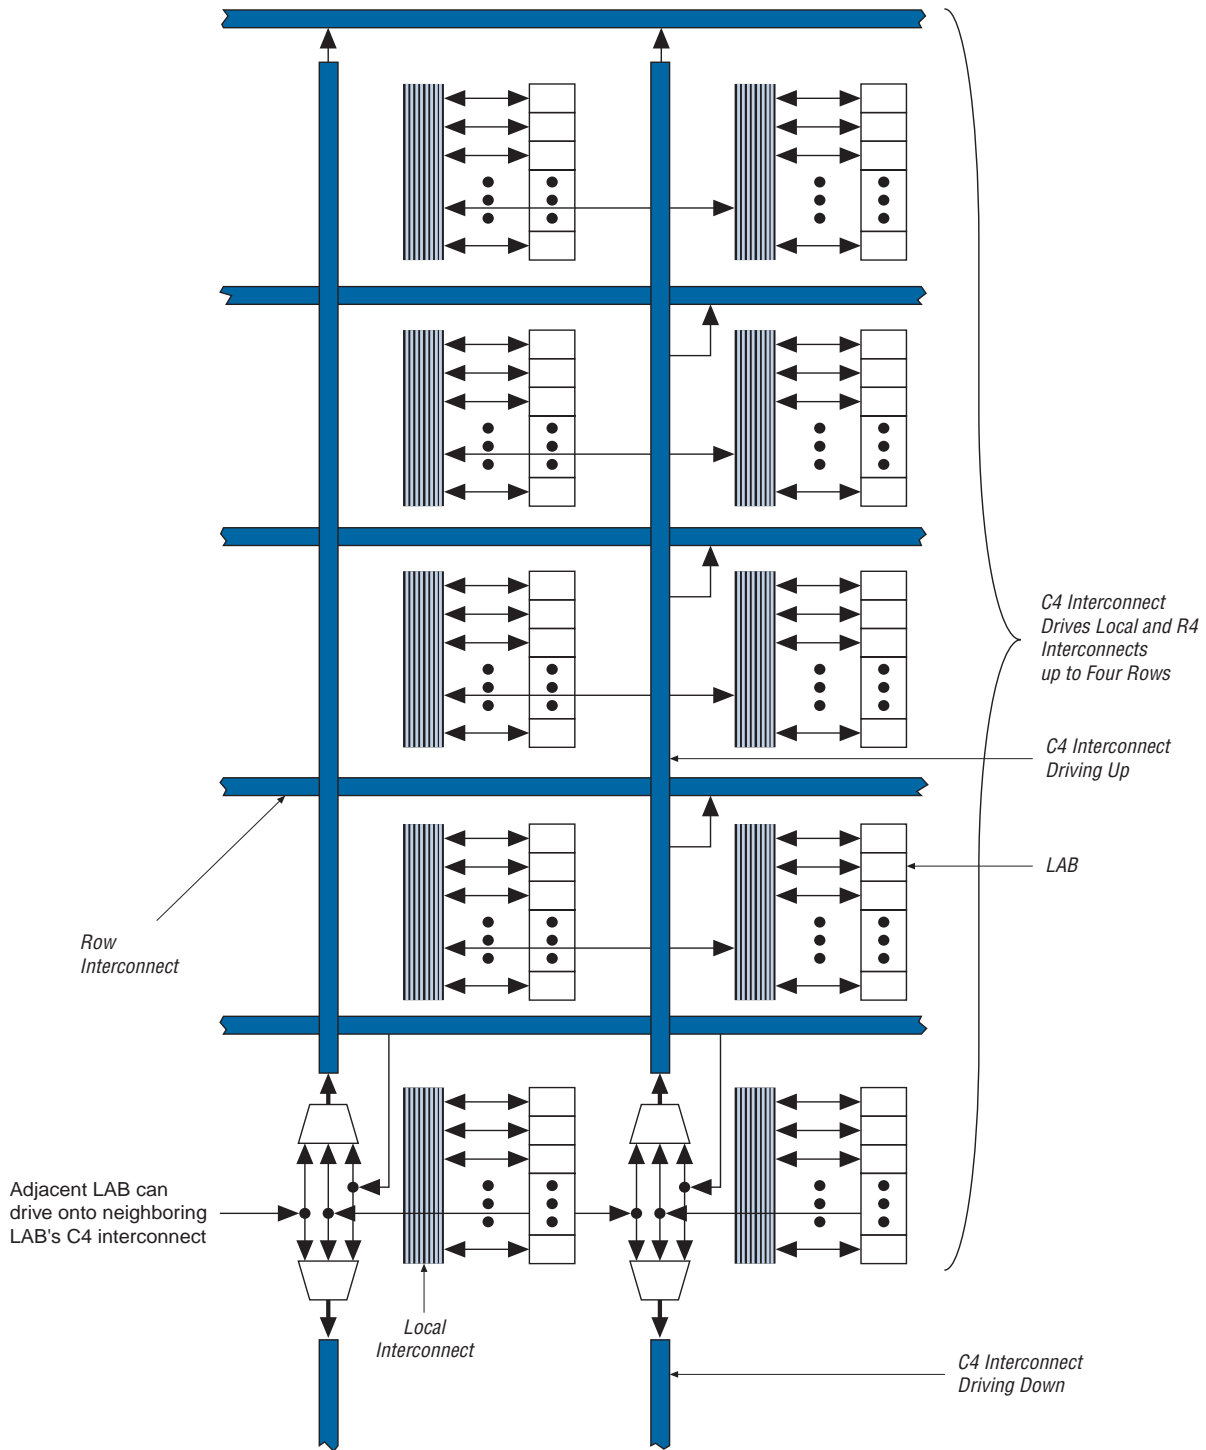 C4 Interconnect
Drives Local and R4
Interconnects
up to Four Rows
C4 Interconnect
Driving Up
LAB
Row
Interconnect
Adjacent LAB can
drive onto neighboring
LAB's C4 interconnect
Local
Interconnect
C4 Interconnect
Driving Down